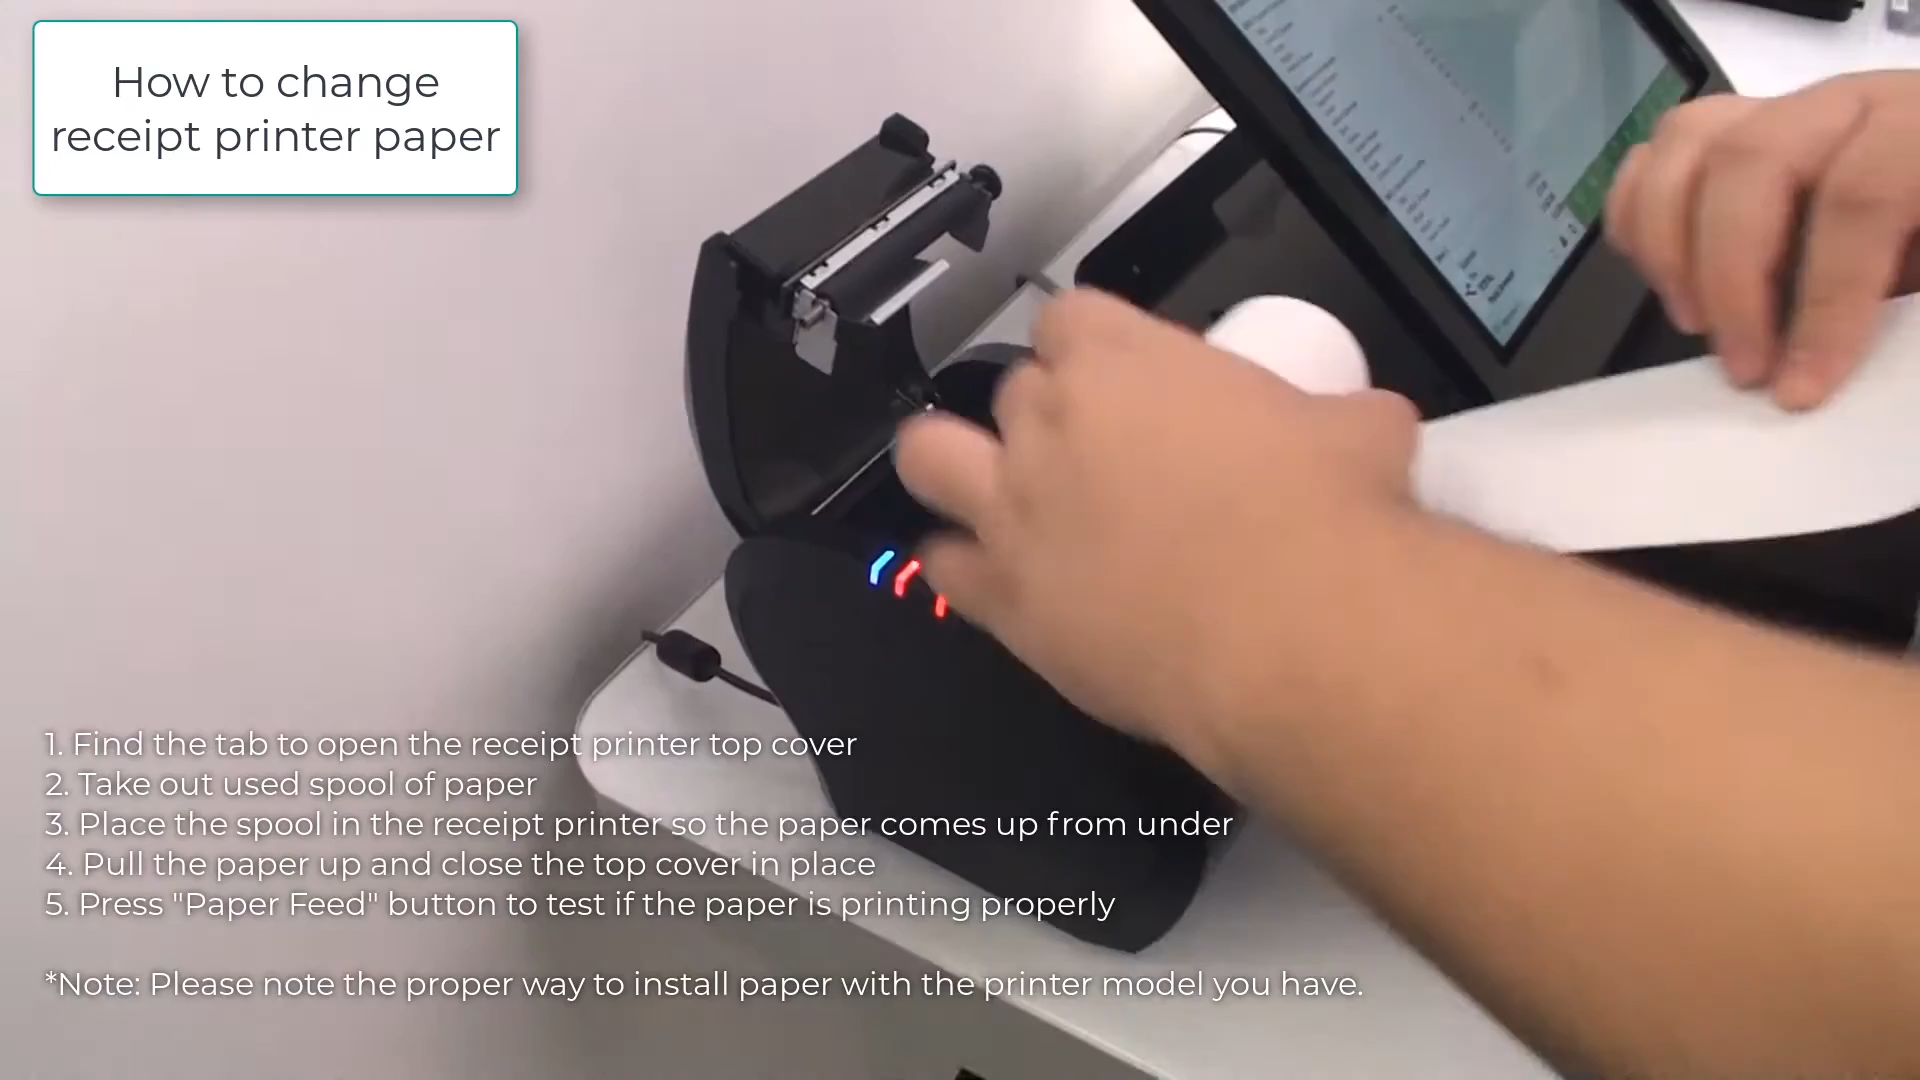 How to change
receipt printer paper
1. Find the tab to open the receipt printer top cover
2. Take out used spool of paper
3. Place the spool in the receipt printer so the paper comes up from under
4. Pull the paper up and close the top cover in place
5. Press "Paper Feed" button to test if the paper is printing properly
*Note: Please note the proper way to install paper with the printer model you have.